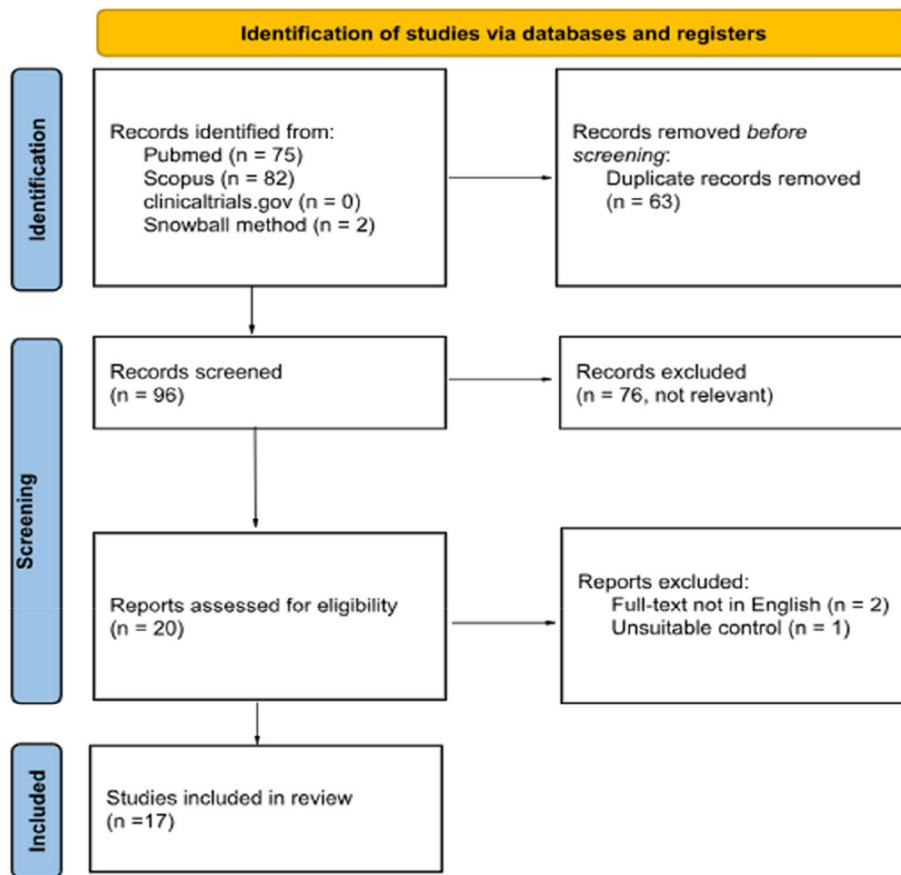 Identification of studies via databases and registers
Identification
Records identified from:
Pubmed (n = 75)
Scopus (n = 82)
clinicaltrials.gov (n = 0)
Snowball method (n = 2)
Records removed before
screening:
Duplicate records removed
(n = 63)
Screening
Records screened
(n = 96)
Records excluded
(n = 76, not relevant)
Reports assessed for eligibility
(n = 20)
Reports excluded:
Full-text not in English (n = 2)
Unsuitable control (n = 1)
Included
Studies included in review
(n =17)